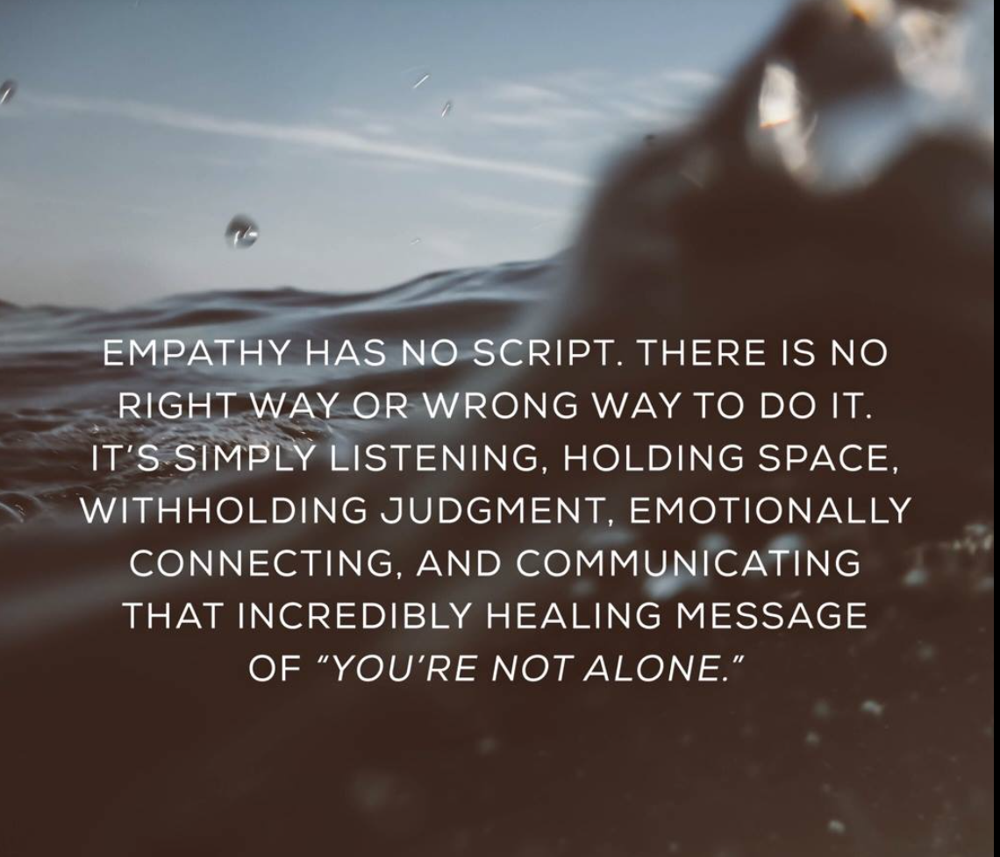 EMPATHY HAS NO SCRIPT. THERE IS NO
RIGHT WAY OR WRONG WAY TO DO IT.
IT'S SIMPLY LISTENING, HOLDING SPACE,
WITHHOLDING JUDGMENT, EMOTIONALLY
CONNECTING, AND COMMUNICATING
THAT INCREDIBLY HEALING MESSAGE
OF “YOU'RE NOT ALONE.”